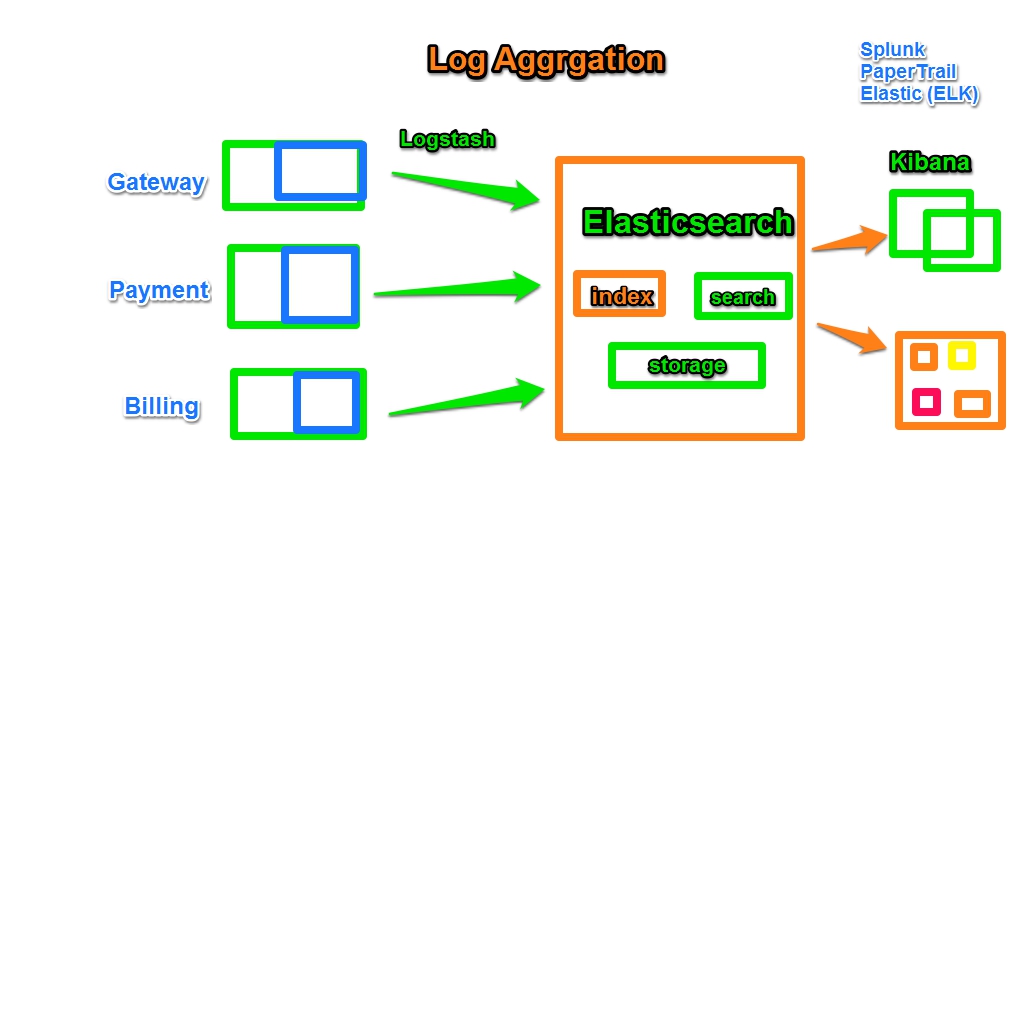 Log Aggrgation
Splunk
PaperTrail
Elastic (ELK)
Logstash
Kibana
Gateway
Elasticsearch
Payment
index
search
storage
Billing